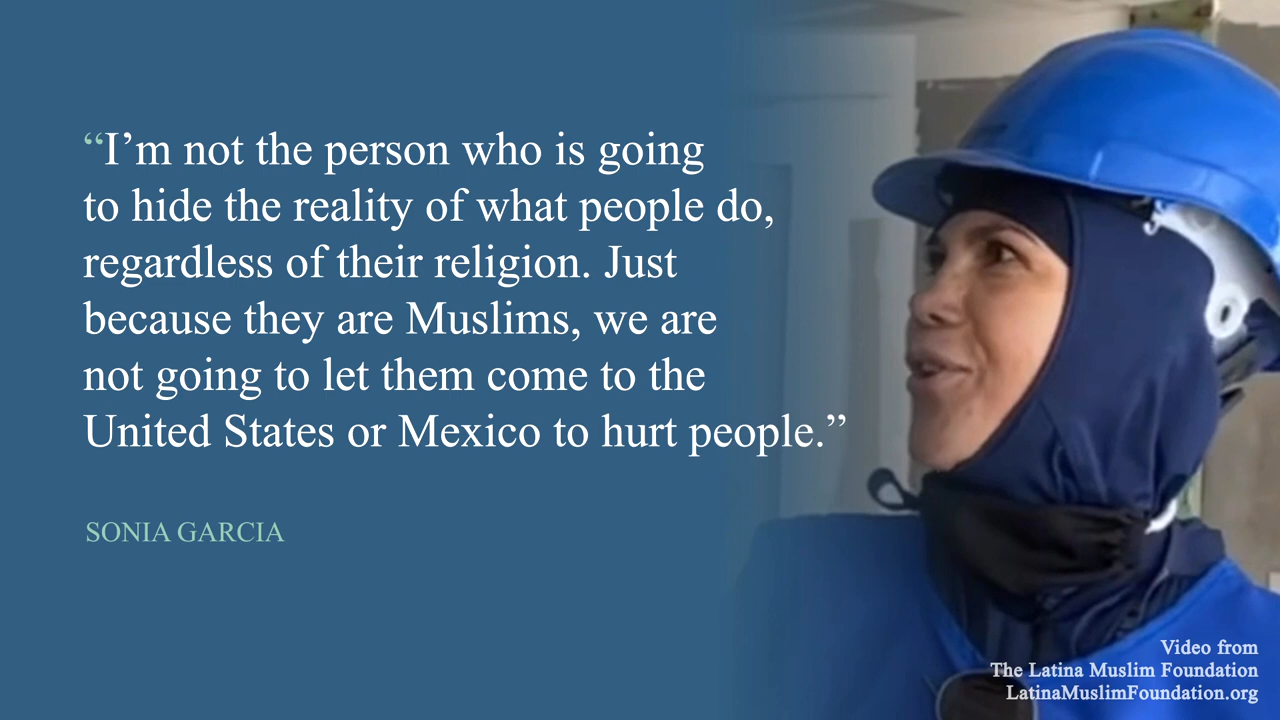 “I’m not the person who is going
to hide the reality of what people do,
regardless of their religion. Just
because they are Muslims, we are
not going to let them come to the
United States or Mexico to hurt people.”
SONIA GARCIA
Video from
The Latina Muslim Foundation
LatinaMuslimFoundation.org